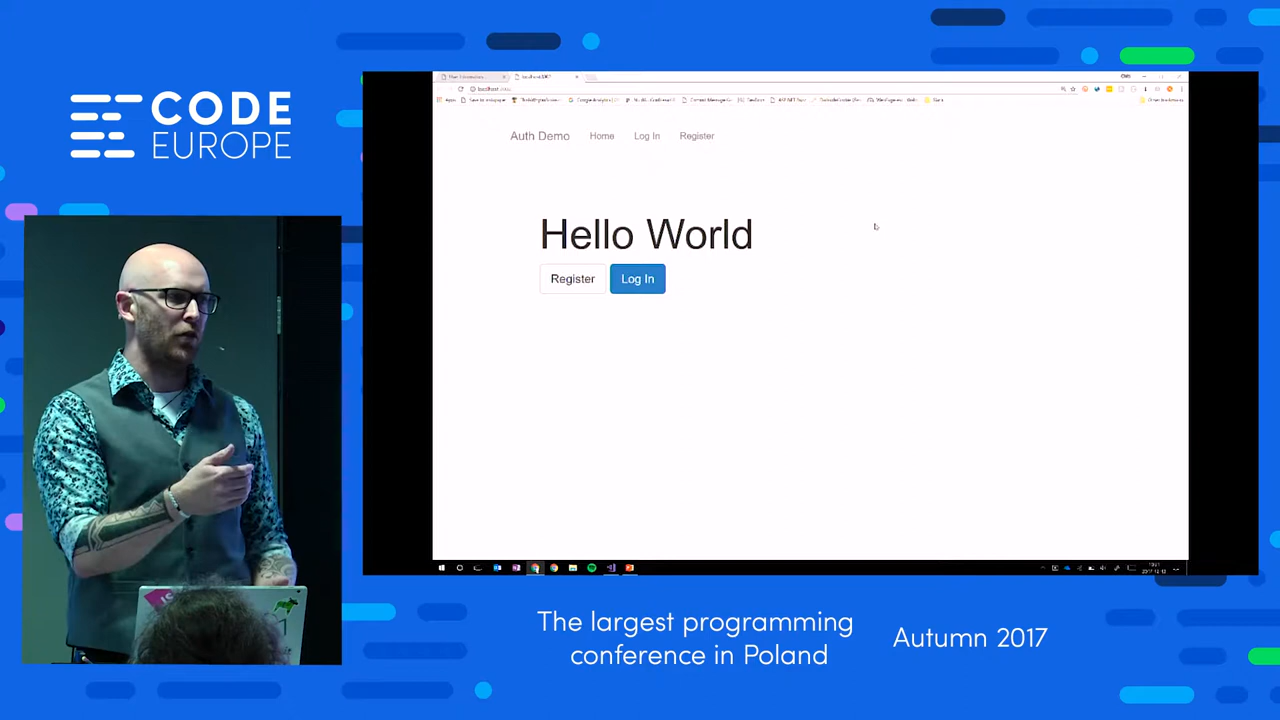 CODE
EUROPE
Auth Demo Home Log In Register
Hello World
Register Log In
The largest programming
conference in Poland
Autumn 2017